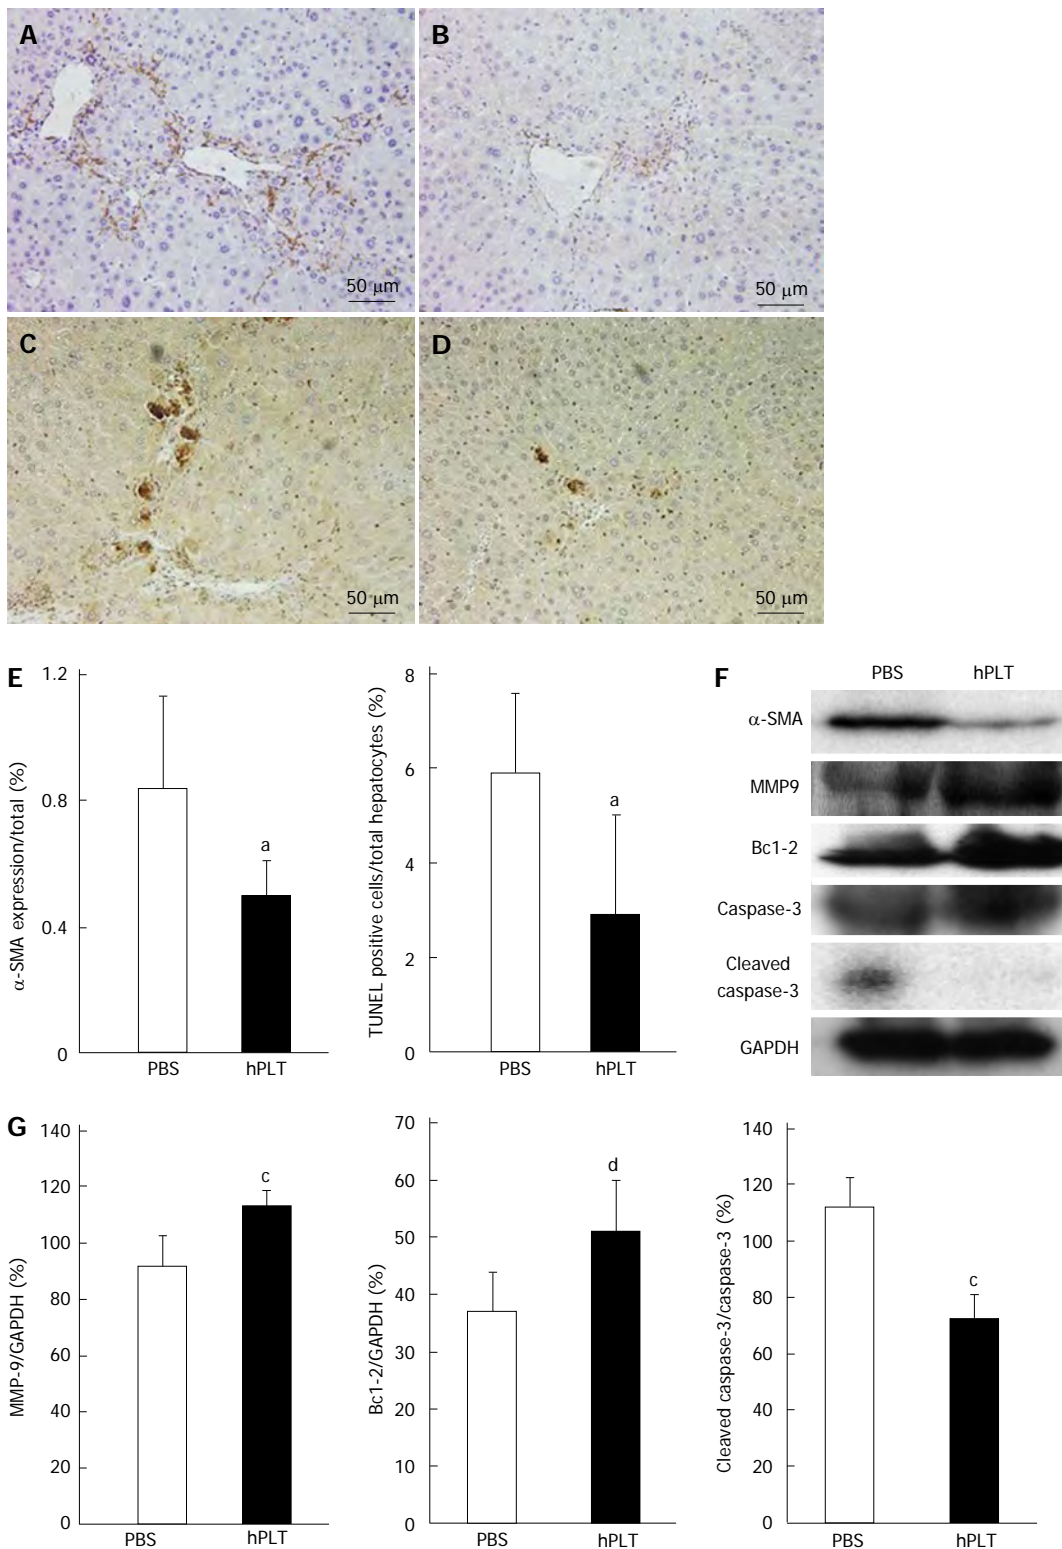 A
B
50 μm
50 μm
C
D
50 μm
50 μm
E
α-SMA expression/total (%)
1.2
0.8
0.4
0
a
PBS
hPLT
TUNEL positive cells/total hepatocytes (%)
8
6
4
2
0
a
PBS
hPLT
F
PBS
hPLT
α-SMA
MMP9
Bc1-2
Caspase-3
Cleaved
caspase-3
GAPDH
G
MMP-9/GAPDH (%)
140
120
100
80
60
40
20
0
c
PBS
hPLT
Bc1-2/GAPDH (%)
70
60
50
40
30
20
10
0
d
PBS
hPLT
Cleaved caspase-3/caspase-3 (%)
140
120
100
80
60
40
20
0
c
PBS
hPLT